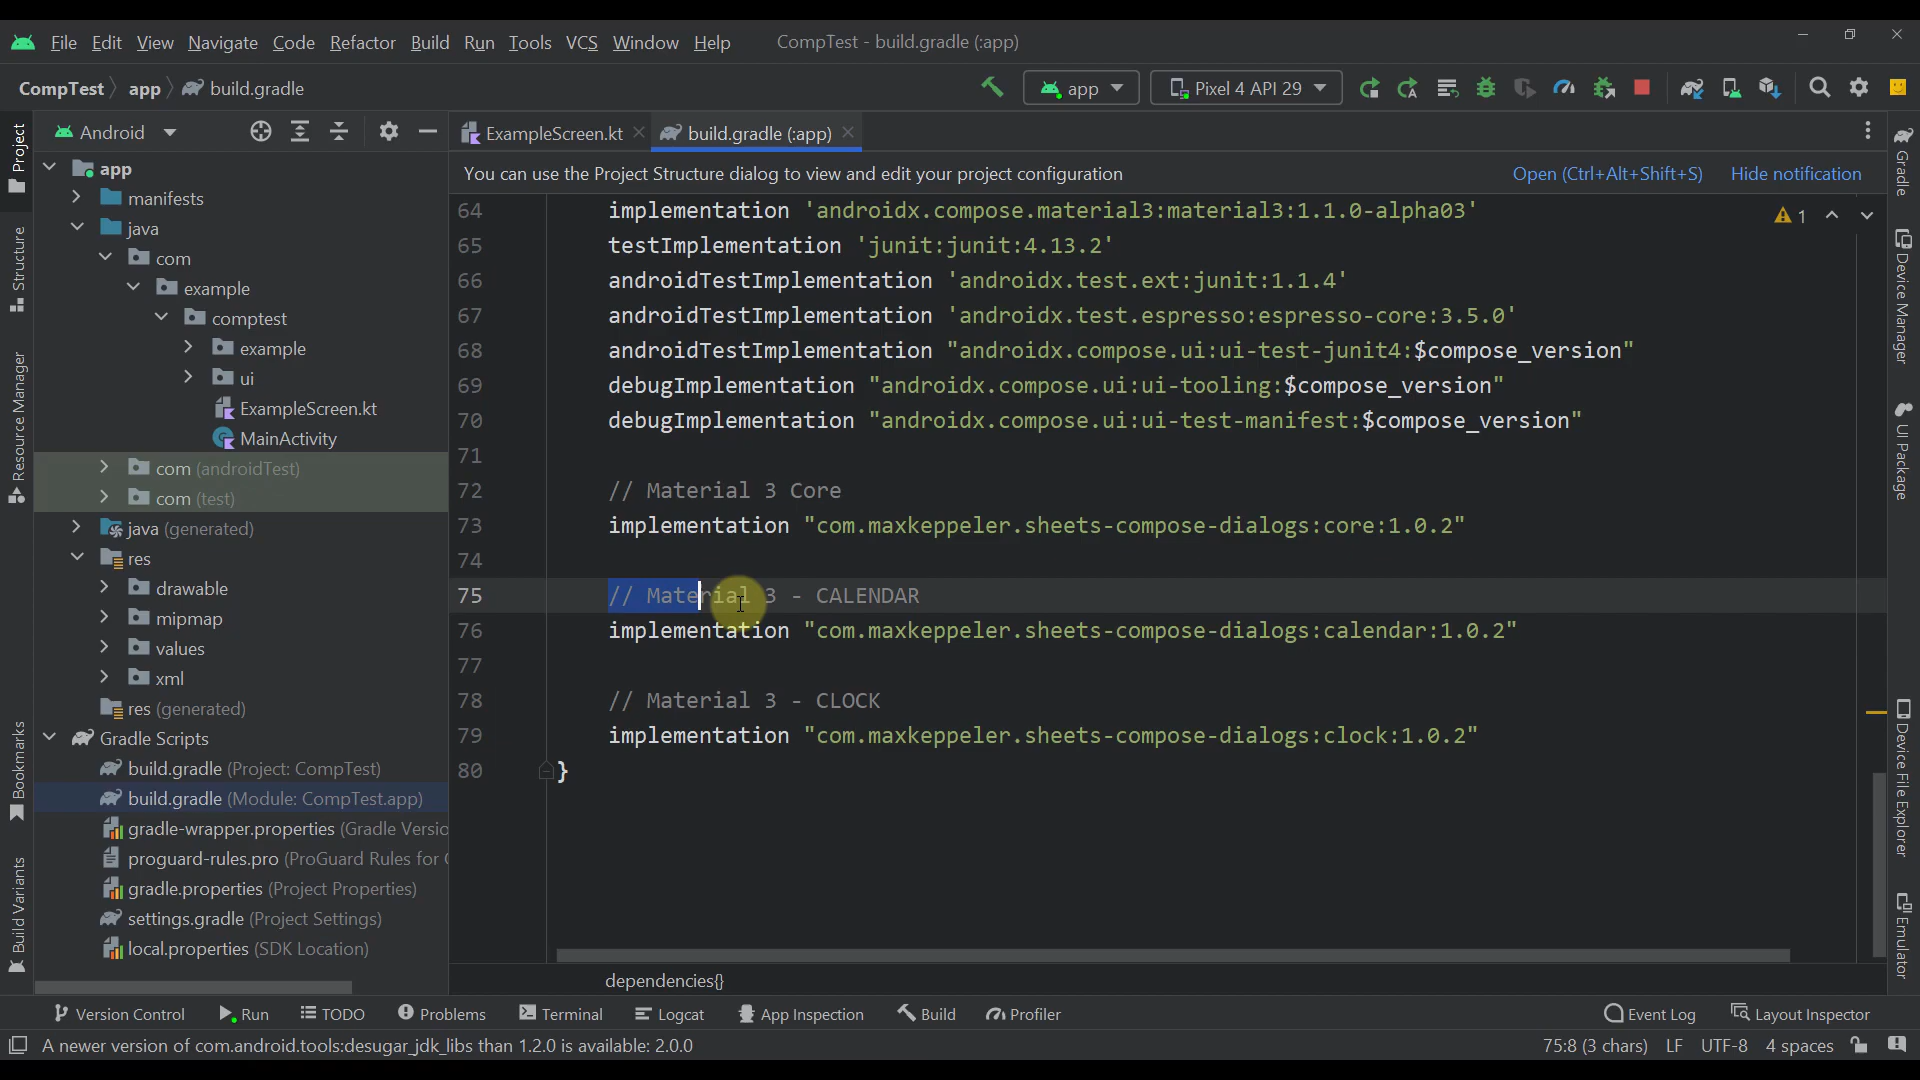 File Edit View Navigate Code Refactor Build Run Tools VCS Window Help CompTest - build.gradle (:app)
CompTest app build.gradle app Pixel 4 API 29
Android ExampleScreen.kt build.gradle (:app)
You can use the Project Structure dialog to view and edit your project configuration Open (Ctrl+Alt+Shift+S) Hide notification
Project
Structure
Resource Manager
Bookmarks
Build Variants
app
manifests
java
com
example
comptest
example
ui
ExampleScreen.kt
MainActivity
com (androidTest)
com (test)
java (generated)
res
drawable
mipmap
values
xml
res (generated)
Gradle Scripts
build.gradle (Project: CompTest)
build.gradle (Module: CompTest.app)
gradle-wrapper.properties (Gradle Versio
proguard-rules.pro (ProGuard Rules for
gradle.properties (Project Properties)
settings.gradle (Project Settings)
local.properties (SDK Location)
64 implementation 'androidx.compose.material3:material3:1.1.0-alpha03'
65 testImplementation 'junit:junit:4.13.2'
66 androidTestImplementation 'androidx.test.ext:junit:1.1.4'
67 androidTestImplementation 'androidx.test.espresso:espresso-core:3.5.0'
68 androidTestImplementation "androidx.compose.ui:ui-test-junit4:$compose_version"
69 debugImplementation "androidx.compose.ui:ui-tooling:$compose_version"
70 debugImplementation "androidx.compose.ui:ui-test-manifest:$compose_version"
71
72 // Material 3 Core
73 implementation "com.maxkeppeler.sheets-compose-dialogs:core:1.0.2"
74
75 // Material 3 - CALENDAR
76 implementation "com.maxkeppeler.sheets-compose-dialogs:calendar:1.0.2"
77
78 // Material 3 - CLOCK
79 implementation "com.maxkeppeler.sheets-compose-dialogs:clock:1.0.2"
80 }
1
dependencies{}
Gradle
Device Manager
UI Package
Device File Explorer
Emulator
Version Control Run TODO Problems Terminal Logcat App Inspection Build Profiler Event Log Layout Inspector
A newer version of com.android.tools:desugar_jdk_libs than 1.2.0 is available: 2.0.0 75:8 (3 chars) LF UTF-8 4 spaces